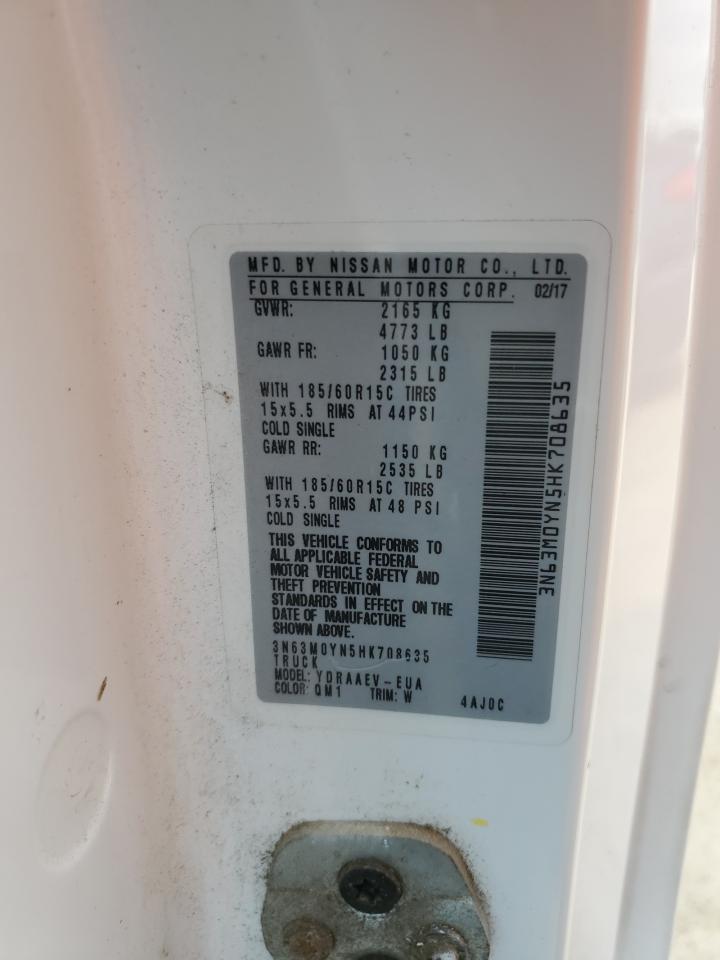 MFD. BY NISSAN MOTOR CO., LTD.
FOR GENERAL MOTORS CORP. 02/17
GVWR: 2165 KG
4773 LB
GAWR FR: 1050 KG
2315 LB
WITH 185/60R15C TIRES
15x5.5 RIMS AT 44PSI
COLD SINGLE
GAWR RR: 1150 KG
2535 LB
WITH 185/60R15C TIRES
15x5.5 RIMS AT 48 PSI
COLD SINGLE
THIS VEHICLE CONFORMS TO
ALL APPLICABLE FEDERAL
MOTOR VEHICLE SAFETY AND
THEFT PREVENTION
STANDARDS IN EFFECT ON THE
DATE OF MANUFACTURE
SHOWN ABOVE.
3N63M0YN5HK708635
TRUCK
MODEL: YDRAAEV-EUA
COLOR: QM1 TRIM: W 4AJ0C
3N63M0YN5HK708635